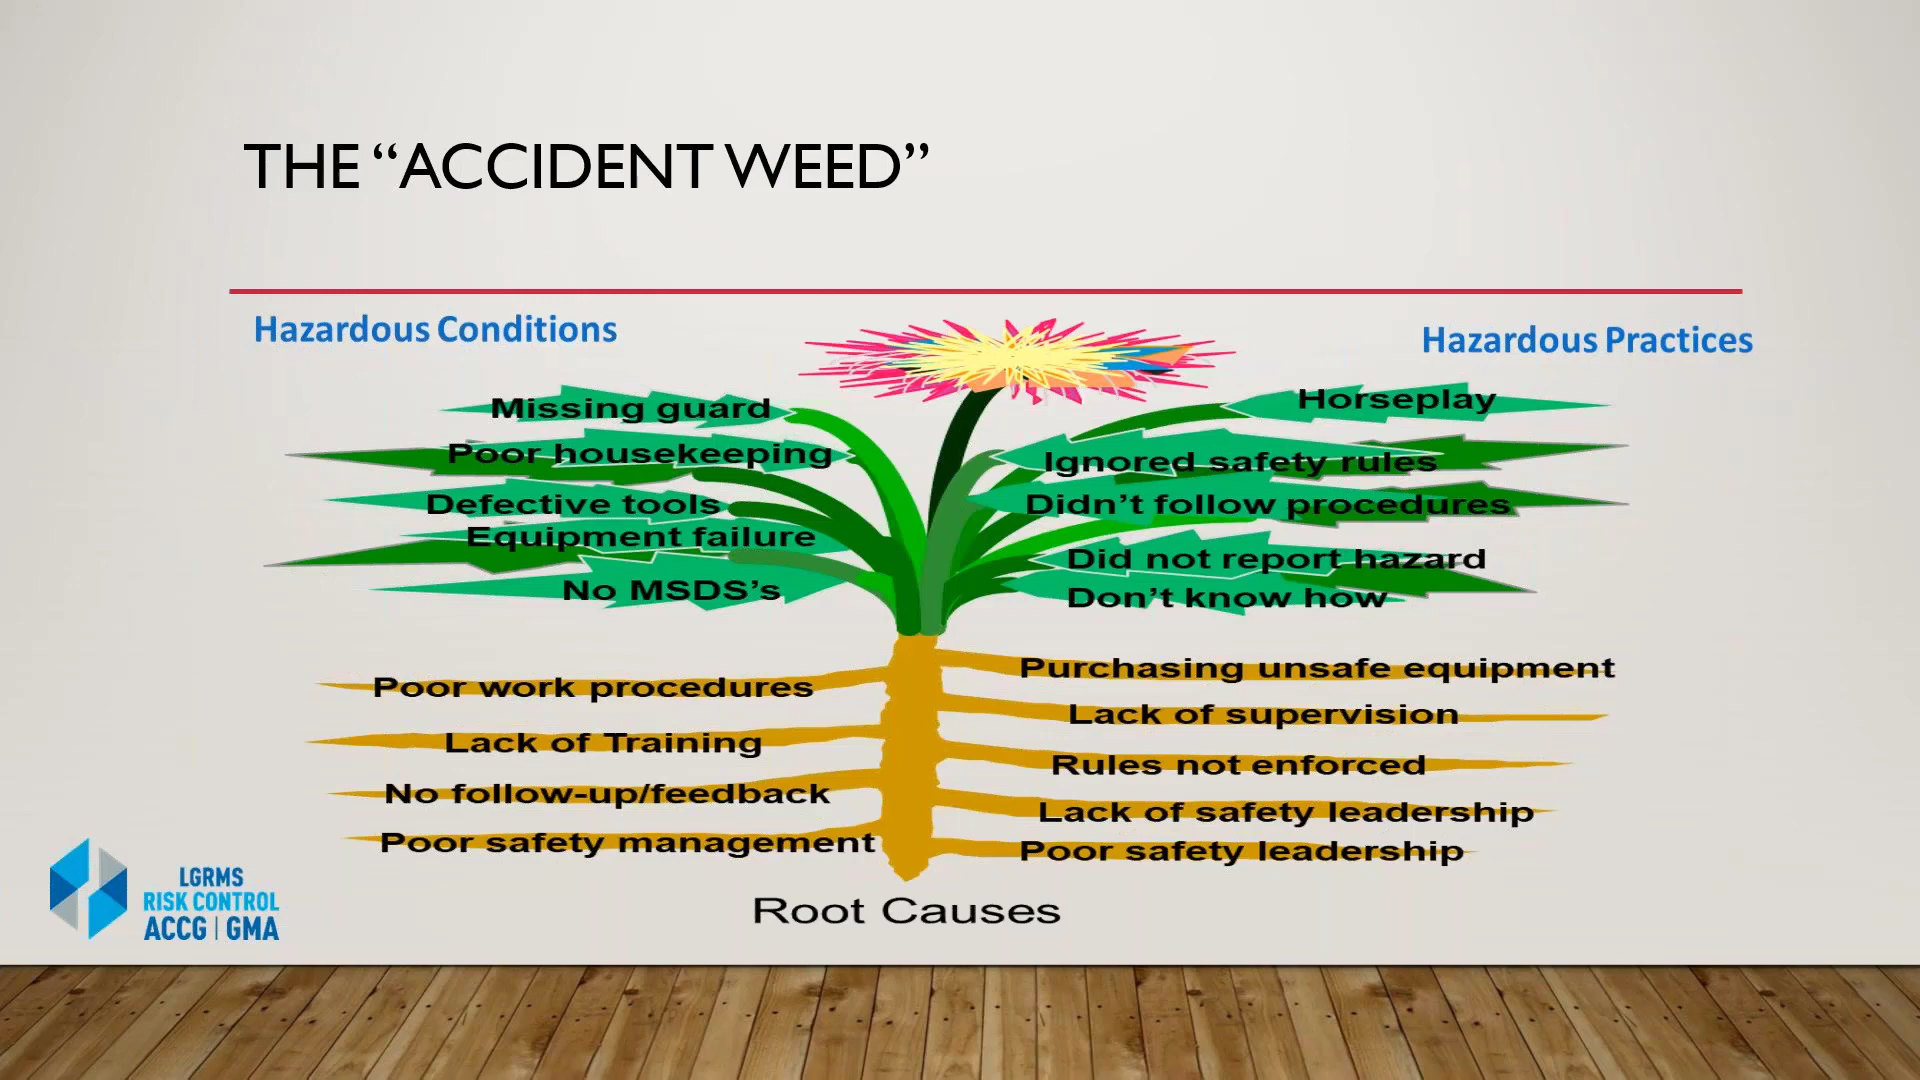 THE “ACCIDENT WEED”
Hazardous Conditions
Hazardous Practices
Missing guard
Poor housekeeping
Defective tools
Equipment failure
No MSDS’s
Horseplay
Ignored safety rules
Didn’t follow procedures
Did not report hazard
Don’t know how
Poor work procedures
Lack of Training
No follow-up/feedback
Poor safety management
Purchasing unsafe equipment
Lack of supervision
Rules not enforced
Lack of safety leadership
Poor safety leadership
Root Causes
LGRMS
RISK CONTROL
ACCG | GMA